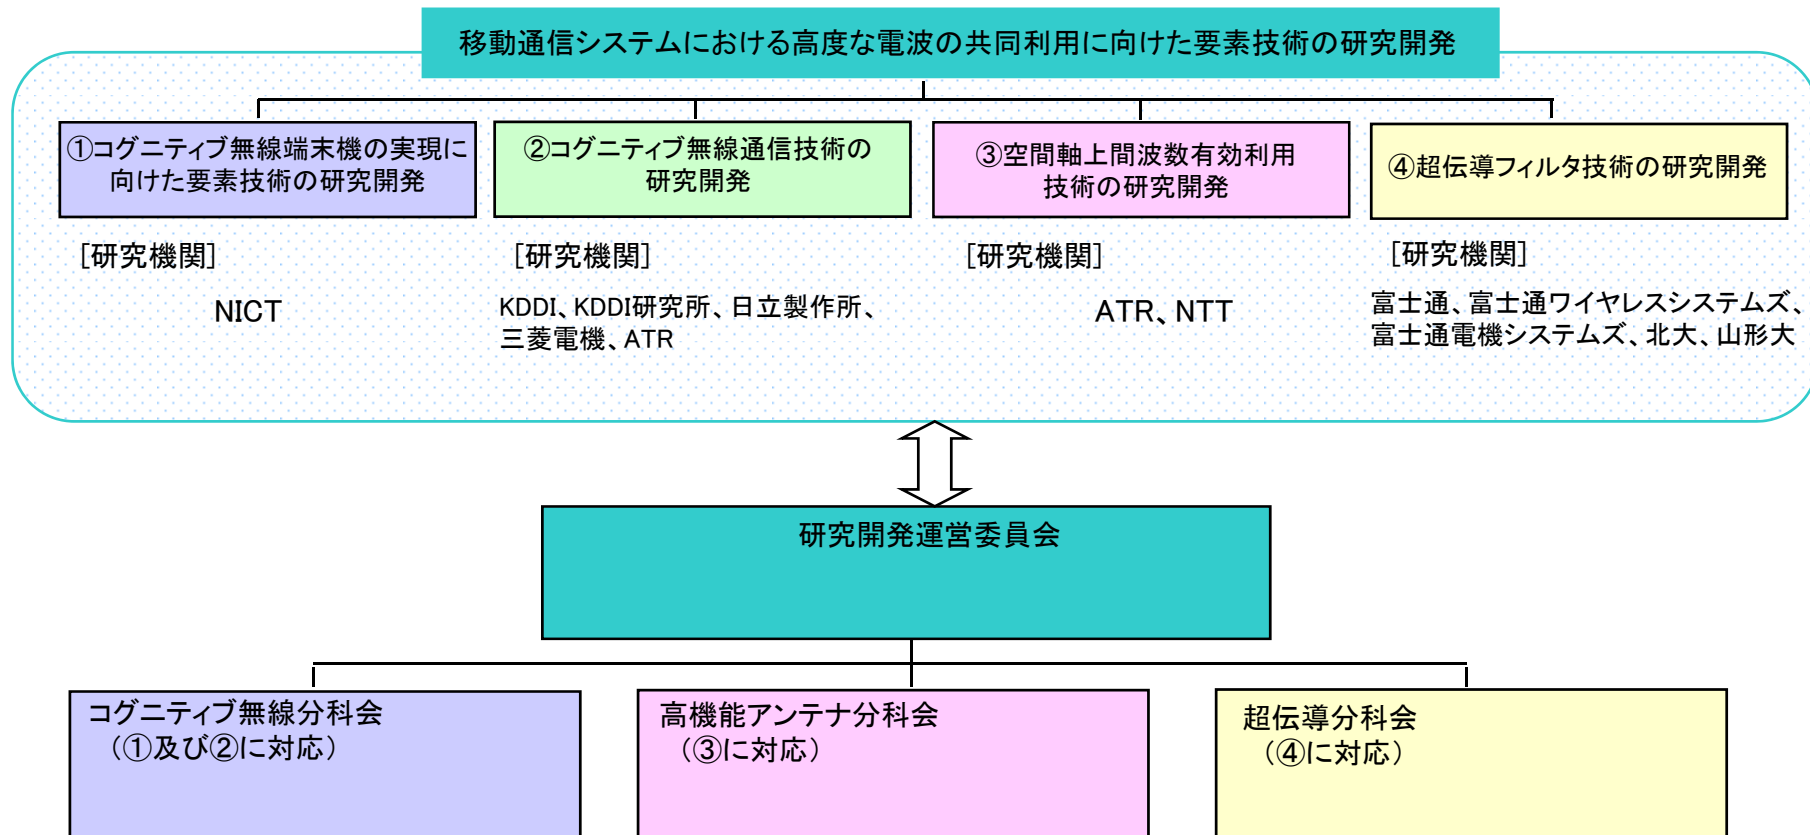 移動通信システムにおける高度な電波の共同利用に向けた要素技術の研究開発
①コグニティブ無線端末機の実現に
向けた要素技術の研究開発
[研究機関]
NICT
②コグニティブ無線通信技術の
研究開発
[研究機関]
KDDI、KDDI研究所、日立製作所、
三菱電機、ATR
③空間軸上間波数有効利用
技術の研究開発
[研究機関]
ATR、NTT
④超伝導フィルタ技術の研究開発
[研究機関]
富士通、富士通ワイヤレスシステムズ、
富士通電機システムズ、北大、山形大
研究開発運営委員会
コグニティブ無線分科会
（①及び②に対応）
高機能アンテナ分科会
（③に対応）
超伝導分科会
（④に対応）